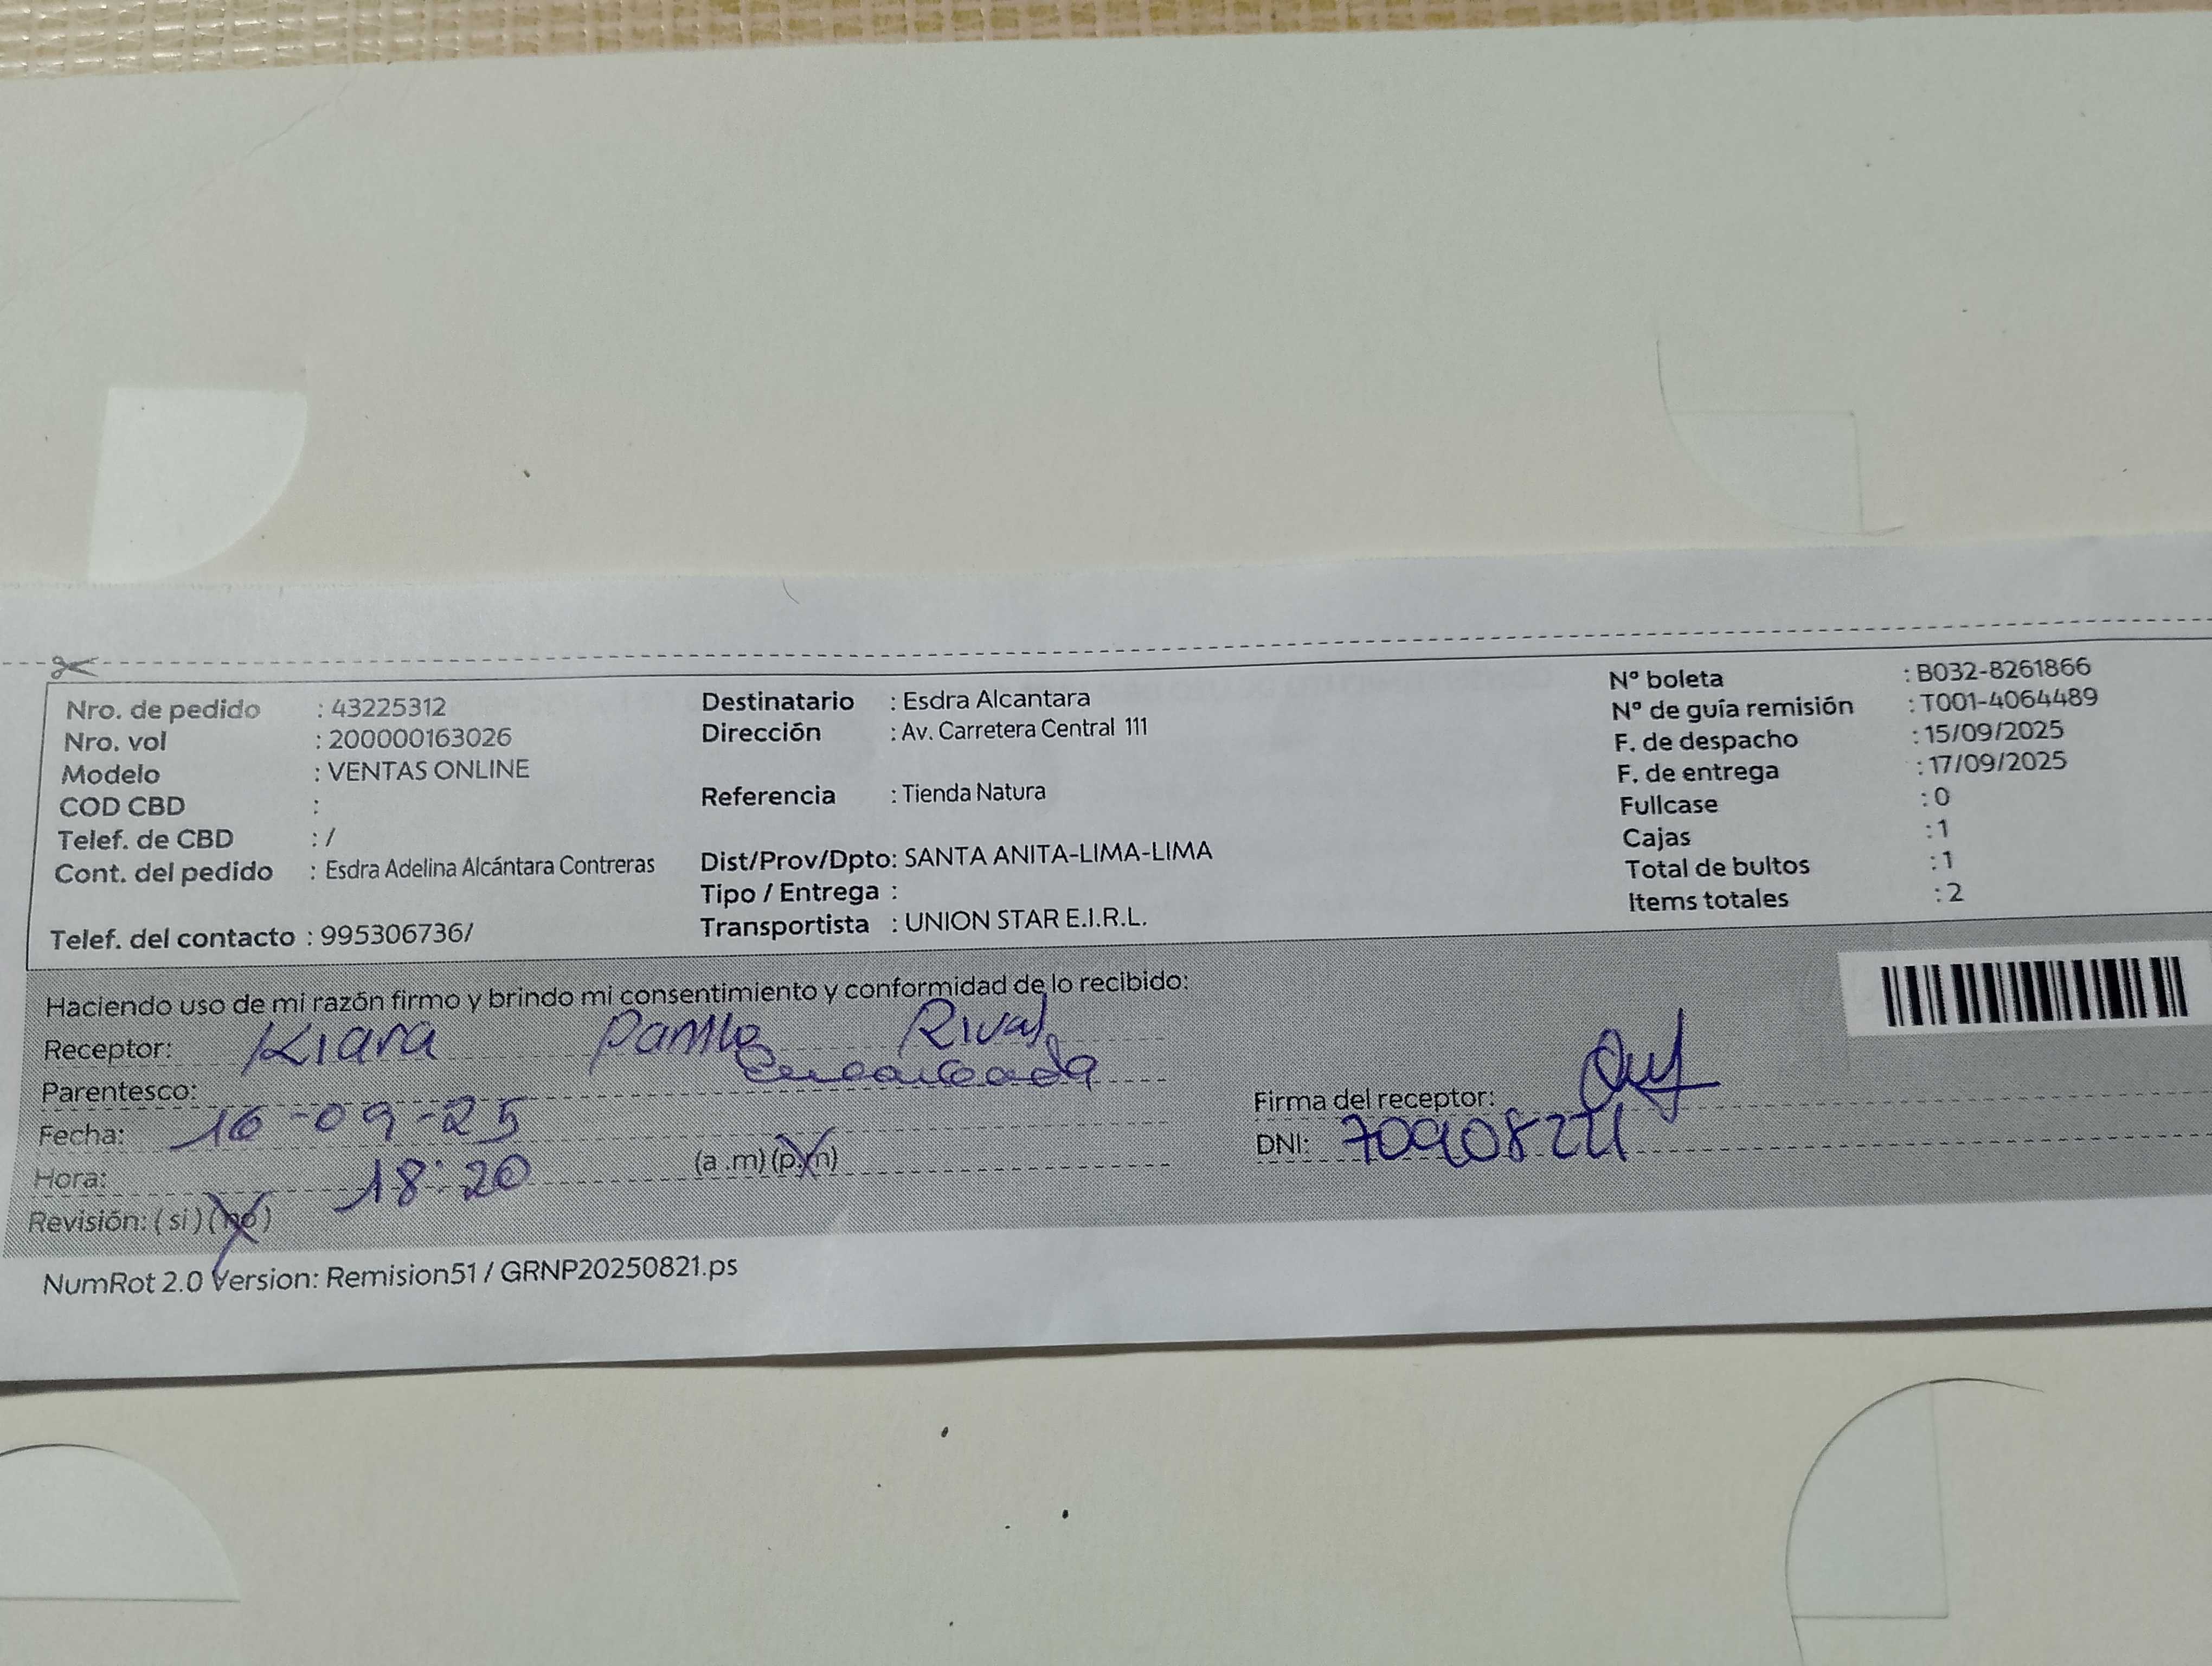 Nro. de pedido : 43225312
Nro. vol : 200000163026
Modelo : VENTAS ONLINE
COD CBD :
Telef. de CBD : /
Cont. del pedido : Esdra Adelina Alcántara Contreras
Telef. del contacto : 995306736/
Destinatario : Esdra Alcantara
Dirección : Av. Carretera Central 111
Referencia : Tienda Natura
Dist/Prov/Dpto: SANTA ANITA-LIMA-LIMA
Tipo / Entrega :
Transportista : UNION STAR E.I.R.L.
N° boleta : B032-8261866
N° de guía remisión : T001-4064489
F. de despacho : 15/09/2025
F. de entrega : 17/09/2025
Fullcase : 0
Cajas : 1
Total de bultos : 1
Items totales : 2
Haciendo uso de mi razón firmo y brindo mi consentimiento y conformidad de lo recibido:
Receptor: Kiara
Parentesco: Encargada
Fecha: 16-09-25
Hora: 18:20 (a .m) (p.m)
Revisión: ( si ) ( no )
Firma del receptor:
DNI:
NumRot 2.0 Version: Remision51 / GRNP20250821.ps